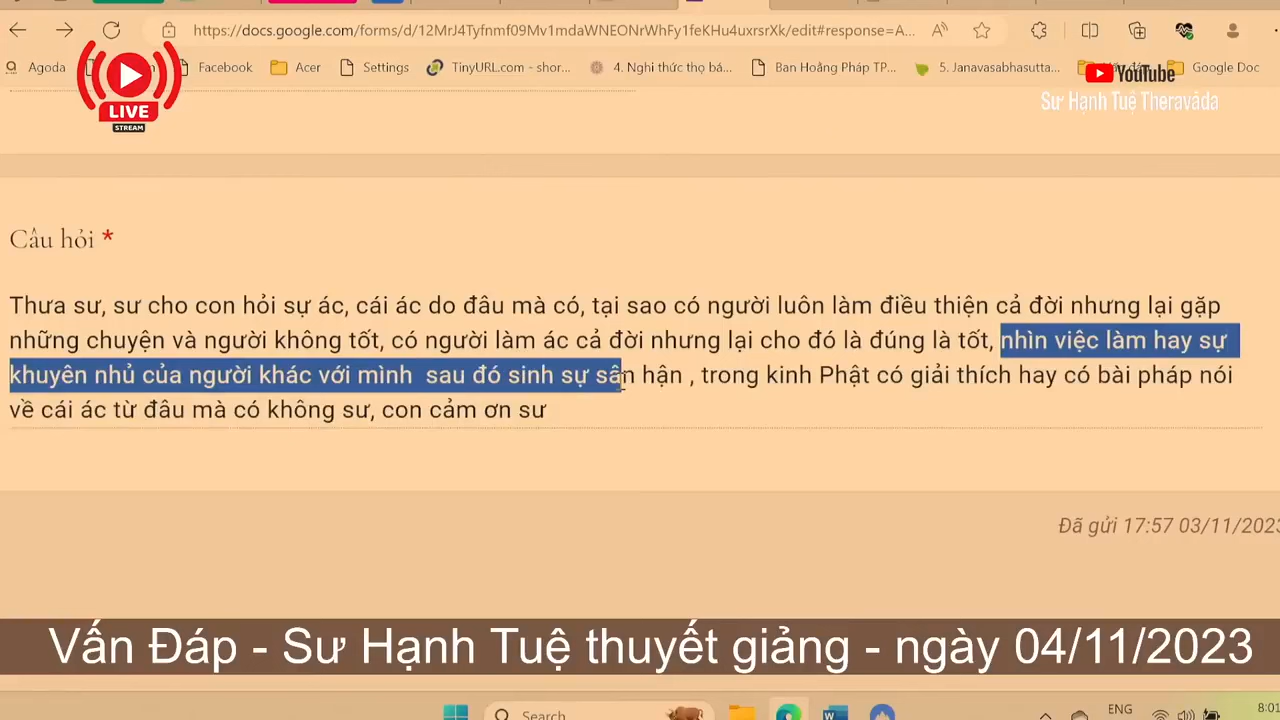 https://docs.google.com/forms/d/12MrJ4Tyfnmf09Mv1mdaWNEONrWhFy1feKHu4uxrsrXk/edit#response=A...
Agoda
Facebook
Acer
Settings
TinyURL.com - shor...
4. Nghi thức thọ bá...
Ban Hoằng Pháp TP...
5. Janavasabhasutta...
Google Doc
LIVE
STREAM
YouTube
Sư Hạnh Tuệ Theravāda
Câu hỏi *
Thưa sư, sư cho con hỏi sự ác, cái ác do đâu mà có, tại sao có người luôn làm điều thiện cả đời nhưng lại gặp
những chuyện và người không tốt, có người làm ác cả đời nhưng lại cho đó là đúng là tốt, nhìn việc làm hay sự
khuyên nhủ của người khác với mình sau đó sinh sự sân hận , trong kinh Phật có giải thích hay có bài pháp nói
về cái ác từ đâu mà có không sư, con cảm ơn sư
Đã gửi 17:57 03/11/2023
Vấn Đáp - Sư Hạnh Tuệ thuyết giảng - ngày 04/11/2023
Search
ENG
8:01